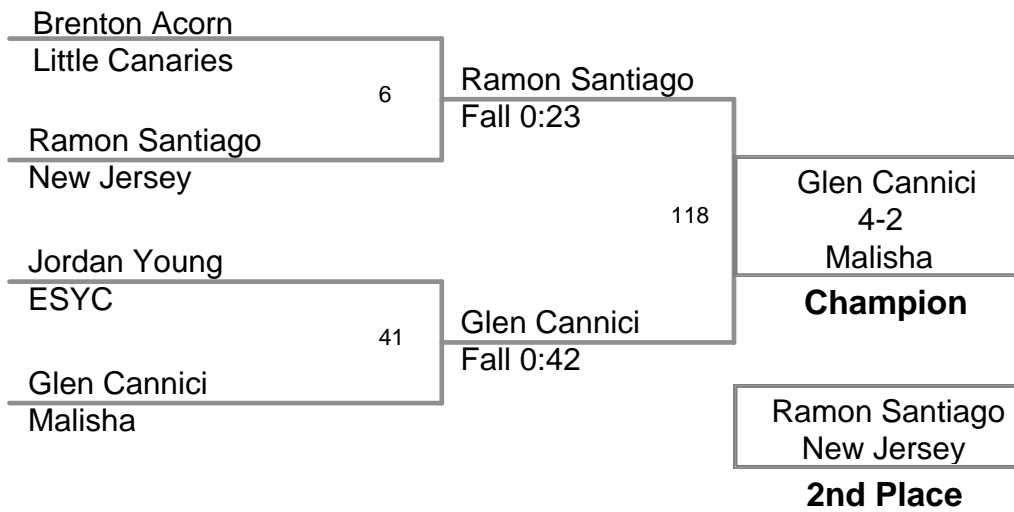 Brenton Acorn
Little Canaries
6
Ramon Santiago
Fall 0:23
Ramon Santiago
New Jersey
118
Glen Cannici
4-2
Malisha
Champion
Jordan Young
ESYC
41
Glen Cannici
Fall 0:42
Glen Cannici
Malisha
Ramon Santiago
New Jersey
2nd Place